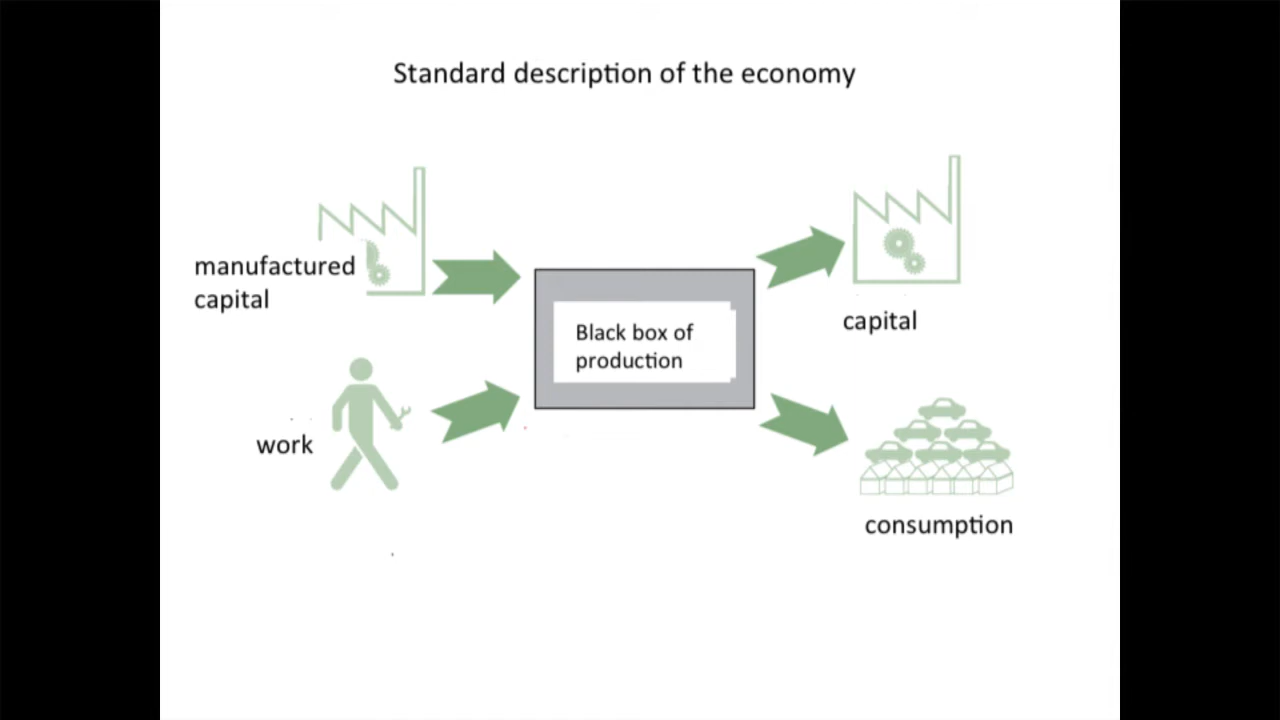 Standard description of the economy
manufactured
capital
work
Black box of
production
capital
consumption